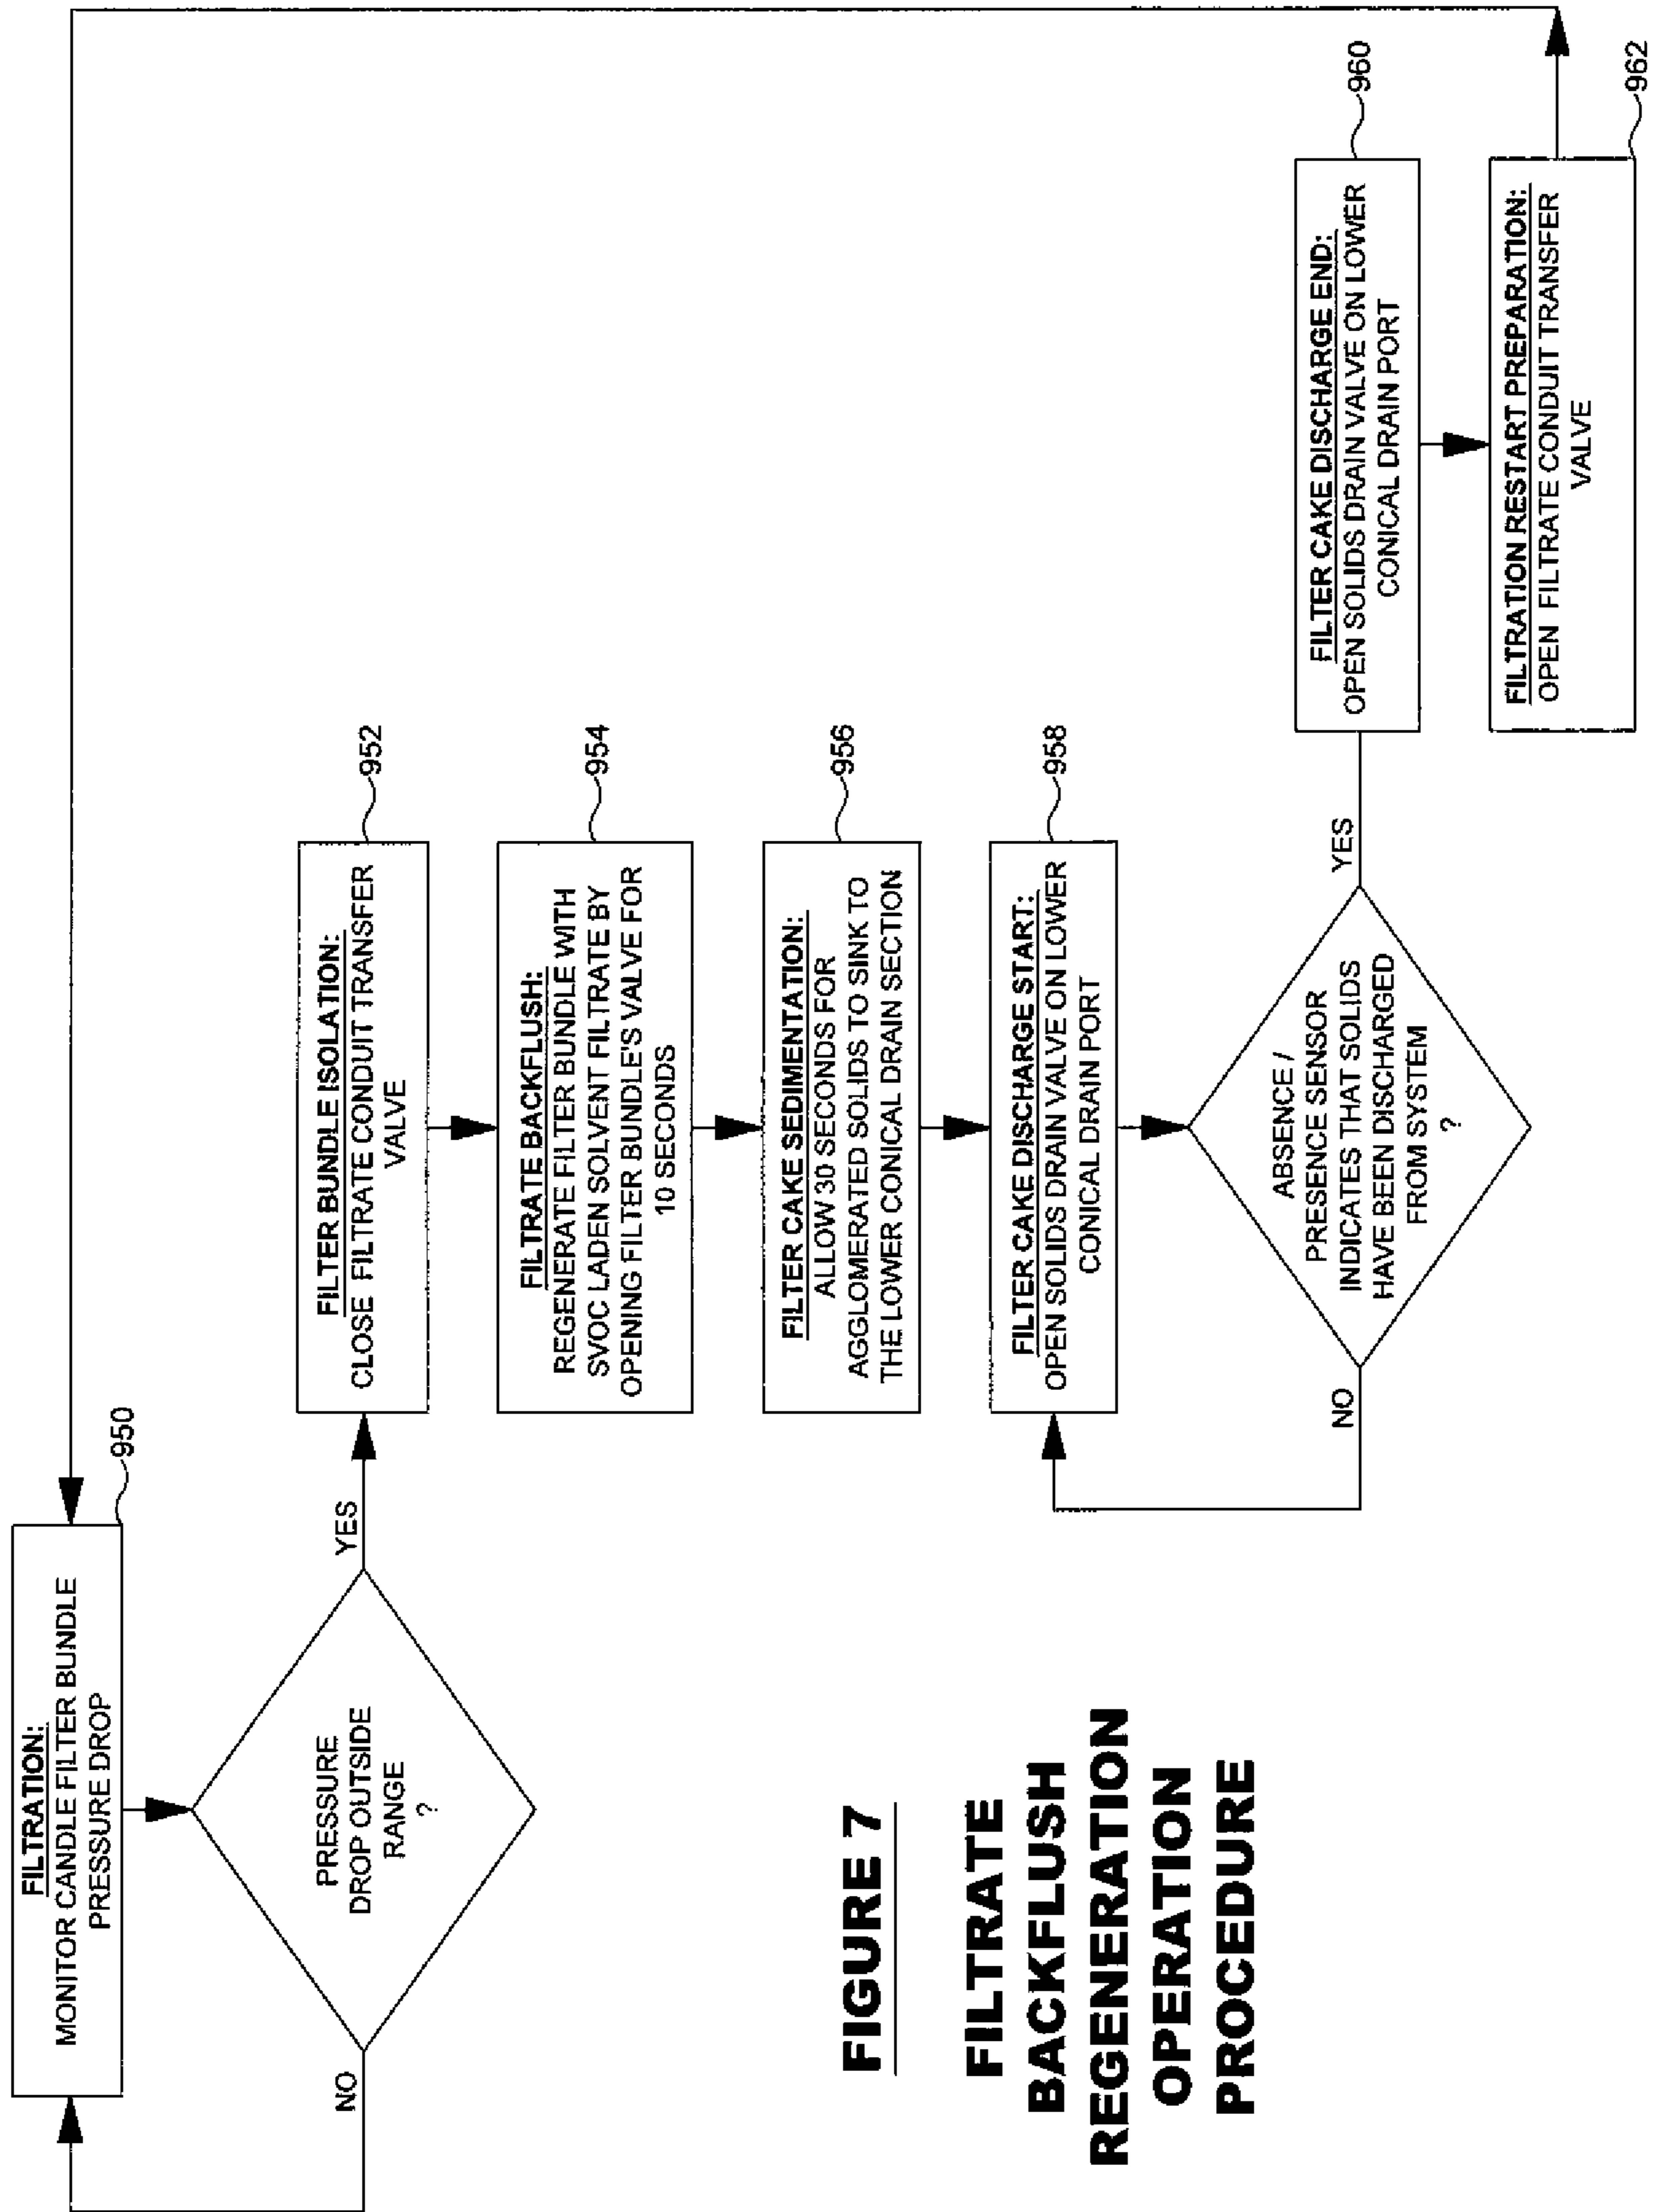 FILTRATION:
MONITOR CANDLE FILTER BUNDLE
PRESSURE DROP
950
PRESSURE
DROP OUTSIDE
RANGE
?
NO
YES
FILTER BUNDLE ISOLATION:
CLOSE FILTRATE CONDUIT TRANSFER
VALVE
952
FILTRATE BACKFLUSH:
REGENERATE FILTER BUNDLE WITH
SVOC LADEN SOLVENT FILTRATE BY
OPENING FILTER BUNDLE'S VALVE FOR
10 SECONDS
954
FILTER CAKE SEDIMENTATION:
ALLOW 30 SECONDS FOR
AGGLOMERATED SOLIDS TO SINK TO
THE LOWER CONICAL DRAIN SECTION
956
FILTER CAKE DISCHARGE START:
OPEN SOLIDS DRAIN VALVE ON LOWER
CONICAL DRAIN PORT
958
ABSENCE /
PRESENCE SENSOR
INDICATES THAT SOLIDS
HAVE BEEN DISCHARGED
FROM SYSTEM
?
NO
YES
FILTER CAKE DISCHARGE END:
OPEN SOLIDS DRAIN VALVE ON LOWER
CONICAL DRAIN PORT
960
FILTRATION RESTART PREPARATION:
OPEN FILTRATE CONDUIT TRANSFER
VALVE
962
FIGURE 7
FILTRATE
BACKFLUSH
REGENERATION
OPERATION
PROCEDURE